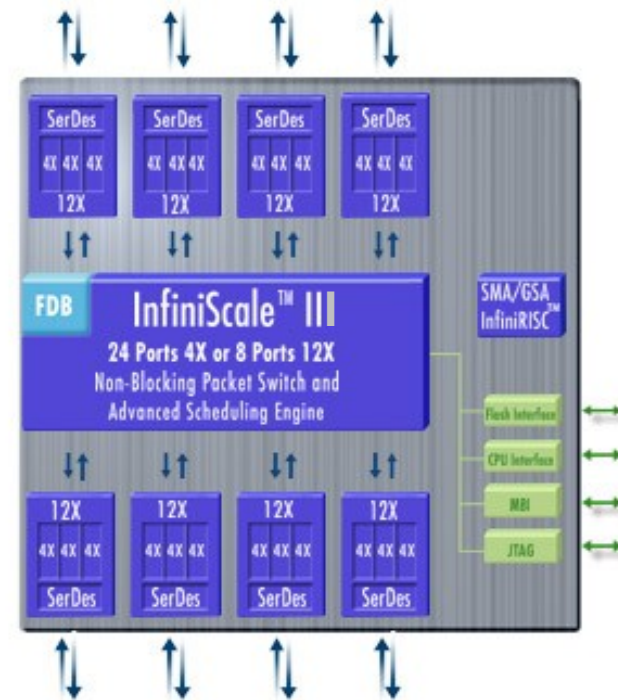 SerDes SerDes SerDes SerDes
4X 4X 4X 4X 4X 4X 4X 4X 4X 4X 4X 4X
12X 12X 12X 12X
FDB
InfiniScale™ III
24 Ports 4X or 8 Ports 12X
Non-Blocking Packet Switch and
Advanced Scheduling Engine
SMA/GSA
InfiniRISC™
Flash Interface
CPU Interface
MBI
JTAG
12X 12X 12X 12X
4X 4X 4X 4X 4X 4X 4X 4X 4X 4X 4X 4X
SerDes SerDes SerDes SerDes